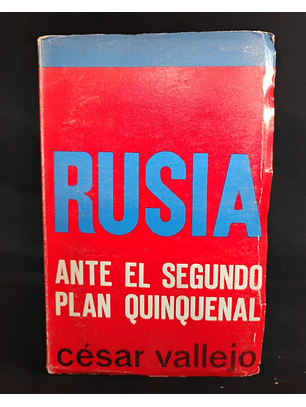 RUSIA
ANTE EL SEGUNDO
PLAN QUINQUENAL
césar vallejo